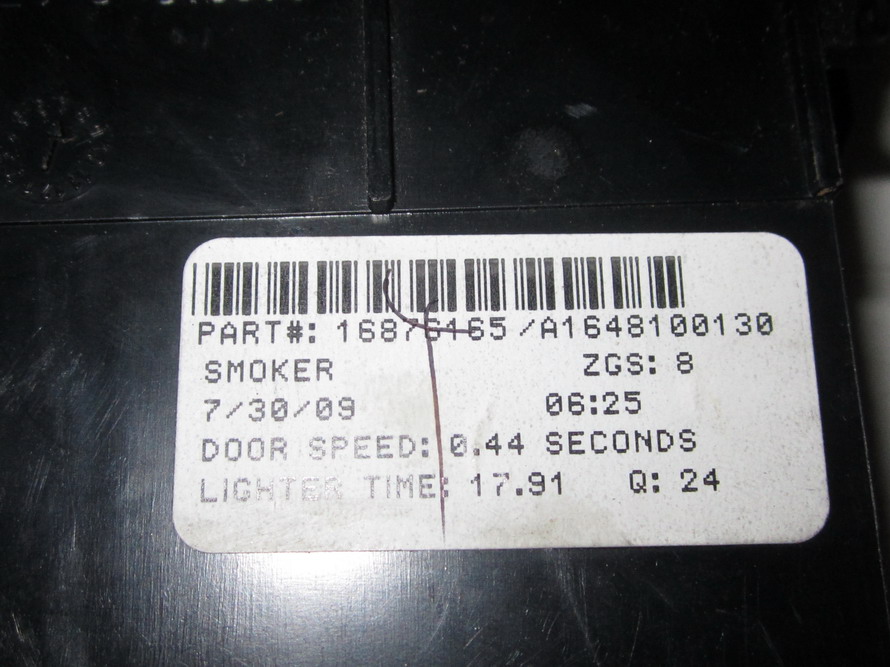 PART#: 16876165/A1648100130
SMOKER ZGS: 8
7/30/09 06:25
DOOR SPEED: 0.44 SECONDS
LIGHTER TIME: 17.91 Q: 24